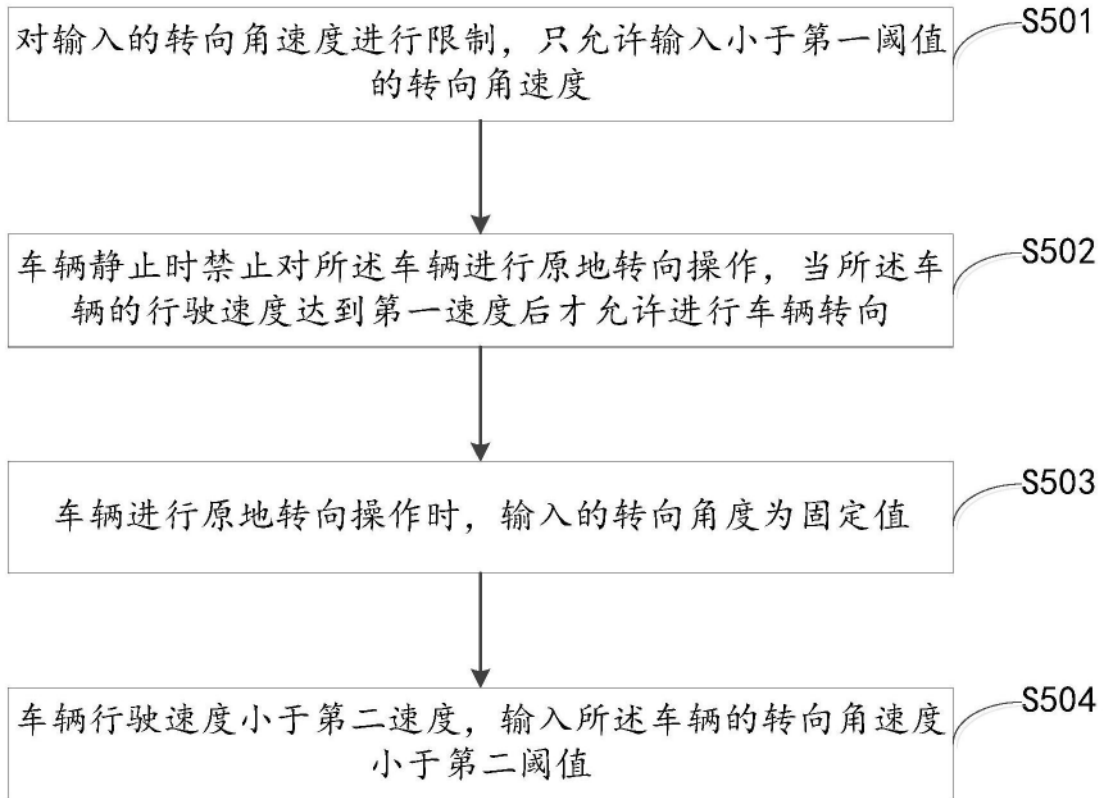 对输入的转向角速度进行限制，只允许输入小于第一阈值
的转向角速度
S501
车辆静止时禁止对所述车辆进行原地转向操作，当所述车
辆的行驶速度达到第一速度后才允许进行车辆转向
S502
车辆进行原地转向操作时，输入的转向角度为固定值
S503
车辆行驶速度小于第二速度，输入所述车辆的转向角速度
小于第二阈值
S504